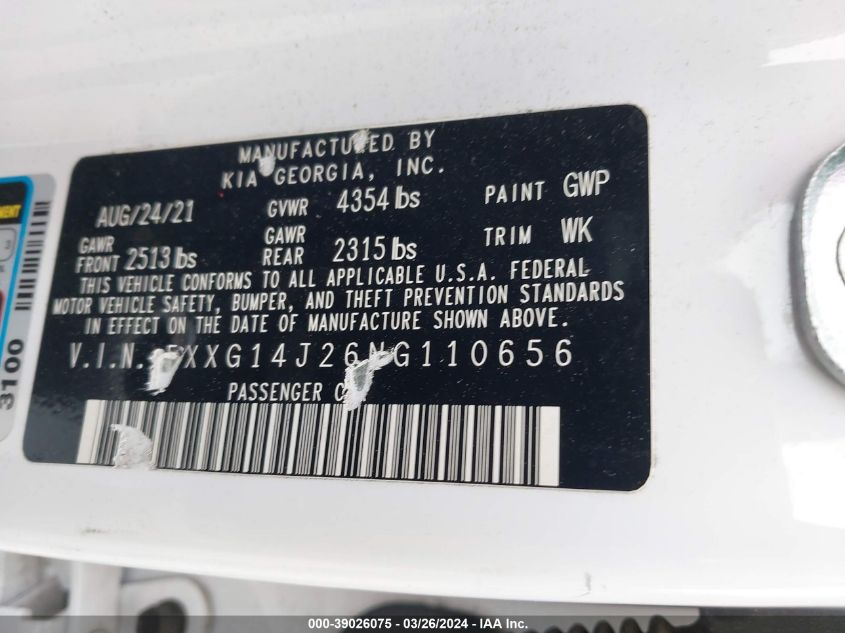 MANUFACTURED BY
KIA GEORGIA, INC.
AUG/24/21 GVWR 4354 lbs PAINT GWP
GAWR FRONT 2513 lbs GAWR REAR 2315 lbs TRIM WK
THIS VEHICLE CONFORMS TO ALL APPLICABLE U.S.A. FEDERAL
MOTOR VEHICLE SAFETY, BUMPER, AND THEFT PREVENTION STANDARDS
IN EFFECT ON THE DATE OF MANUFACTURE SHOWN ABOVE.
V.I.N. XXG14J26NG110656
PASSENGER
3100
000-39026075 - 03/26/2024 - IAA Inc.